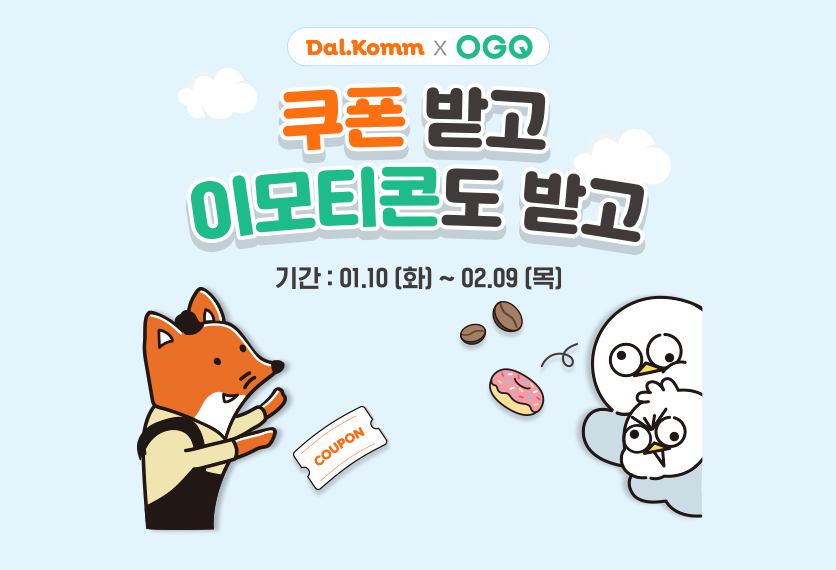 Dal.Komm X OGQ
쿠폰 받고
이모티콘도 받고
기간 : 01.10 (화) ~ 02.09 (목)
COUPON